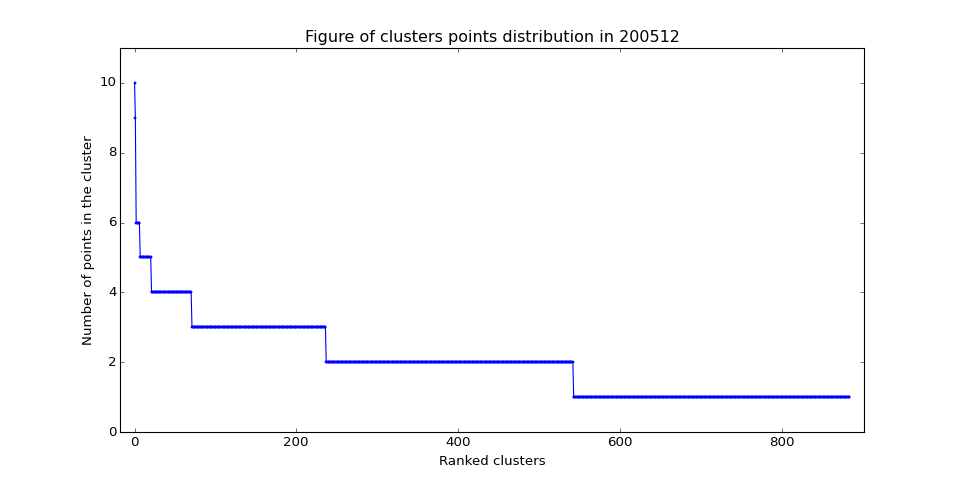 Figure of clusters points distribution in 200512
Number of points in the cluster
10
8
6
4
2
0
0 200 400 600 800
Ranked clusters